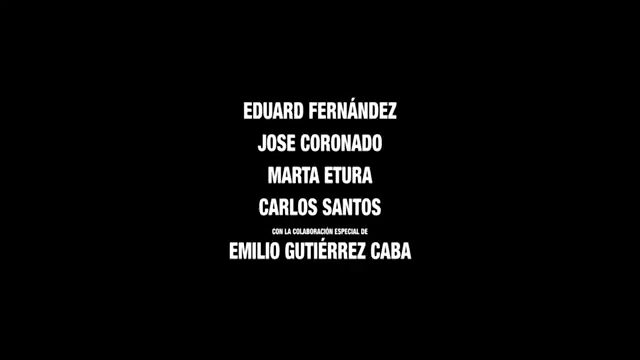 EDUARD FERNÁNDEZ
JOSE CORONADO
MARTA ETURA
CARLOS SANTOS
CON LA COLABORACIÓN ESPECIAL DE
EMILIO GUTIÉRREZ CABA